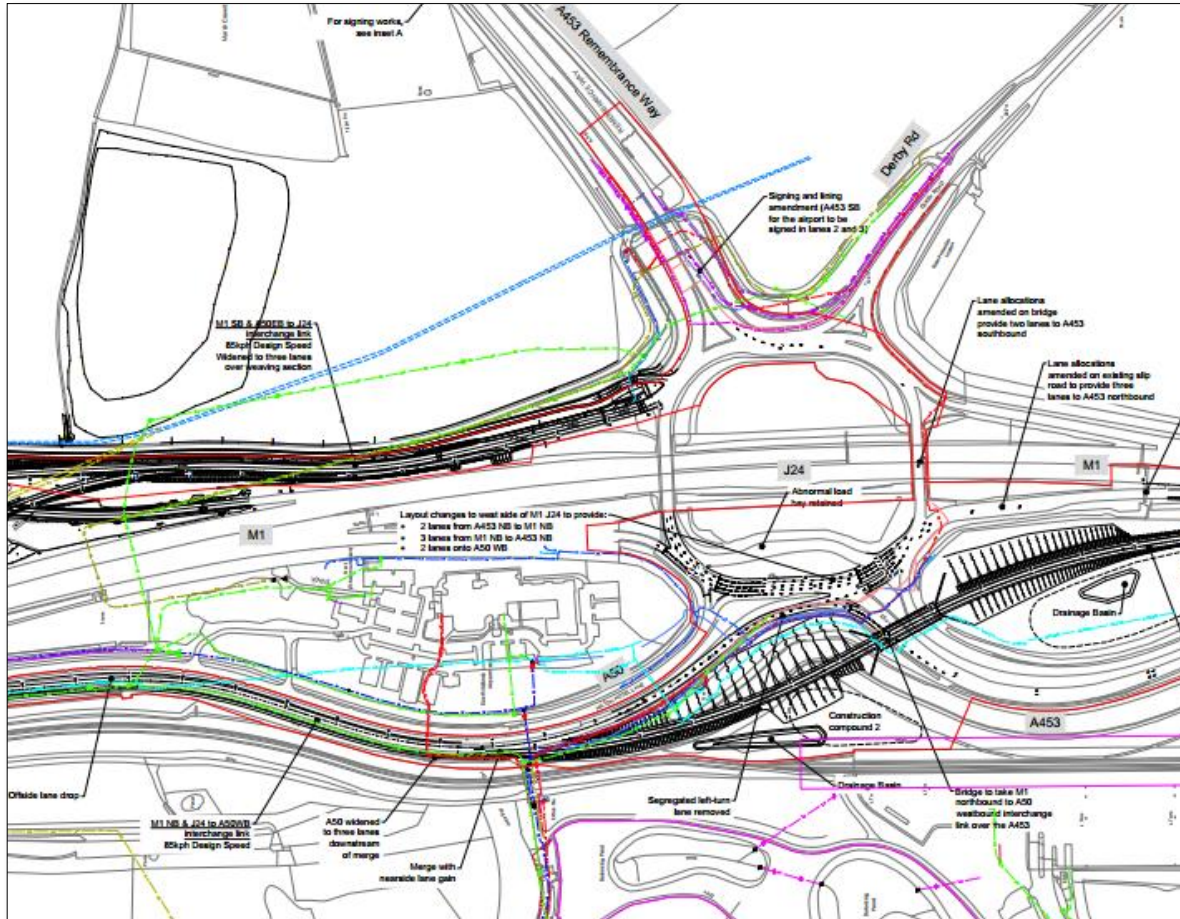 For signing works,
see inset A
A453 Remembrance Way
Derby Rd
Signing and lining
amendment (A453 SB
for the airport to be
signed in lanes 2 and 3)
Lane allocations
amended on bridge
provide two lanes to A453
southbound
M1 SB & A50EB to J24
interchange link
85kph Design Speed
Widened to three lanes
over weaving section
Lane allocations
amended on existing slip
road to provide three
lanes to A453 northbound
J24
M1
Abnormal load
bay retained
Layout changes to west side of M1 J24 to provide:
• 2 lanes from A453 NB to M1 NB
• 3 lanes from M1 NB to A453 NB
• 2 lanes onto A50 WB
M1
Drainage Basin
A50
A453
Construction
compound 2
Offside lane drop
Drainage Basin
M1 NB & J24 to A50WB
interchange link
85kph Design Speed
A50 widened
to three lanes
downstream
of merge
Segregated left-turn
lane removed
Bridge to take M1
northbound to A50
westbound interchange
link over the A453
Merge with
nearside lane gain